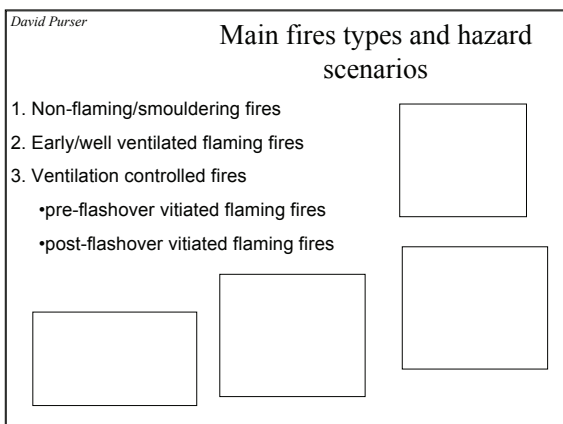 David Purser
Main fires types and hazard
scenarios
1. Non-flaming/smouldering fires
2. Early/well ventilated flaming fires
3. Ventilation controlled fires
•pre-flashover vitiated flaming fires
•post-flashover vitiated flaming fires